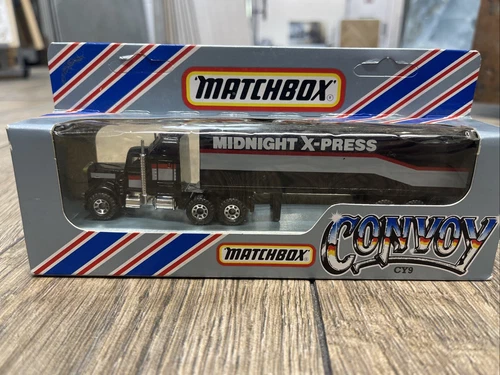 MATCHBOX®
MIDNIGHT X-PRESS
MATCHBOX
CONVOY
CY9